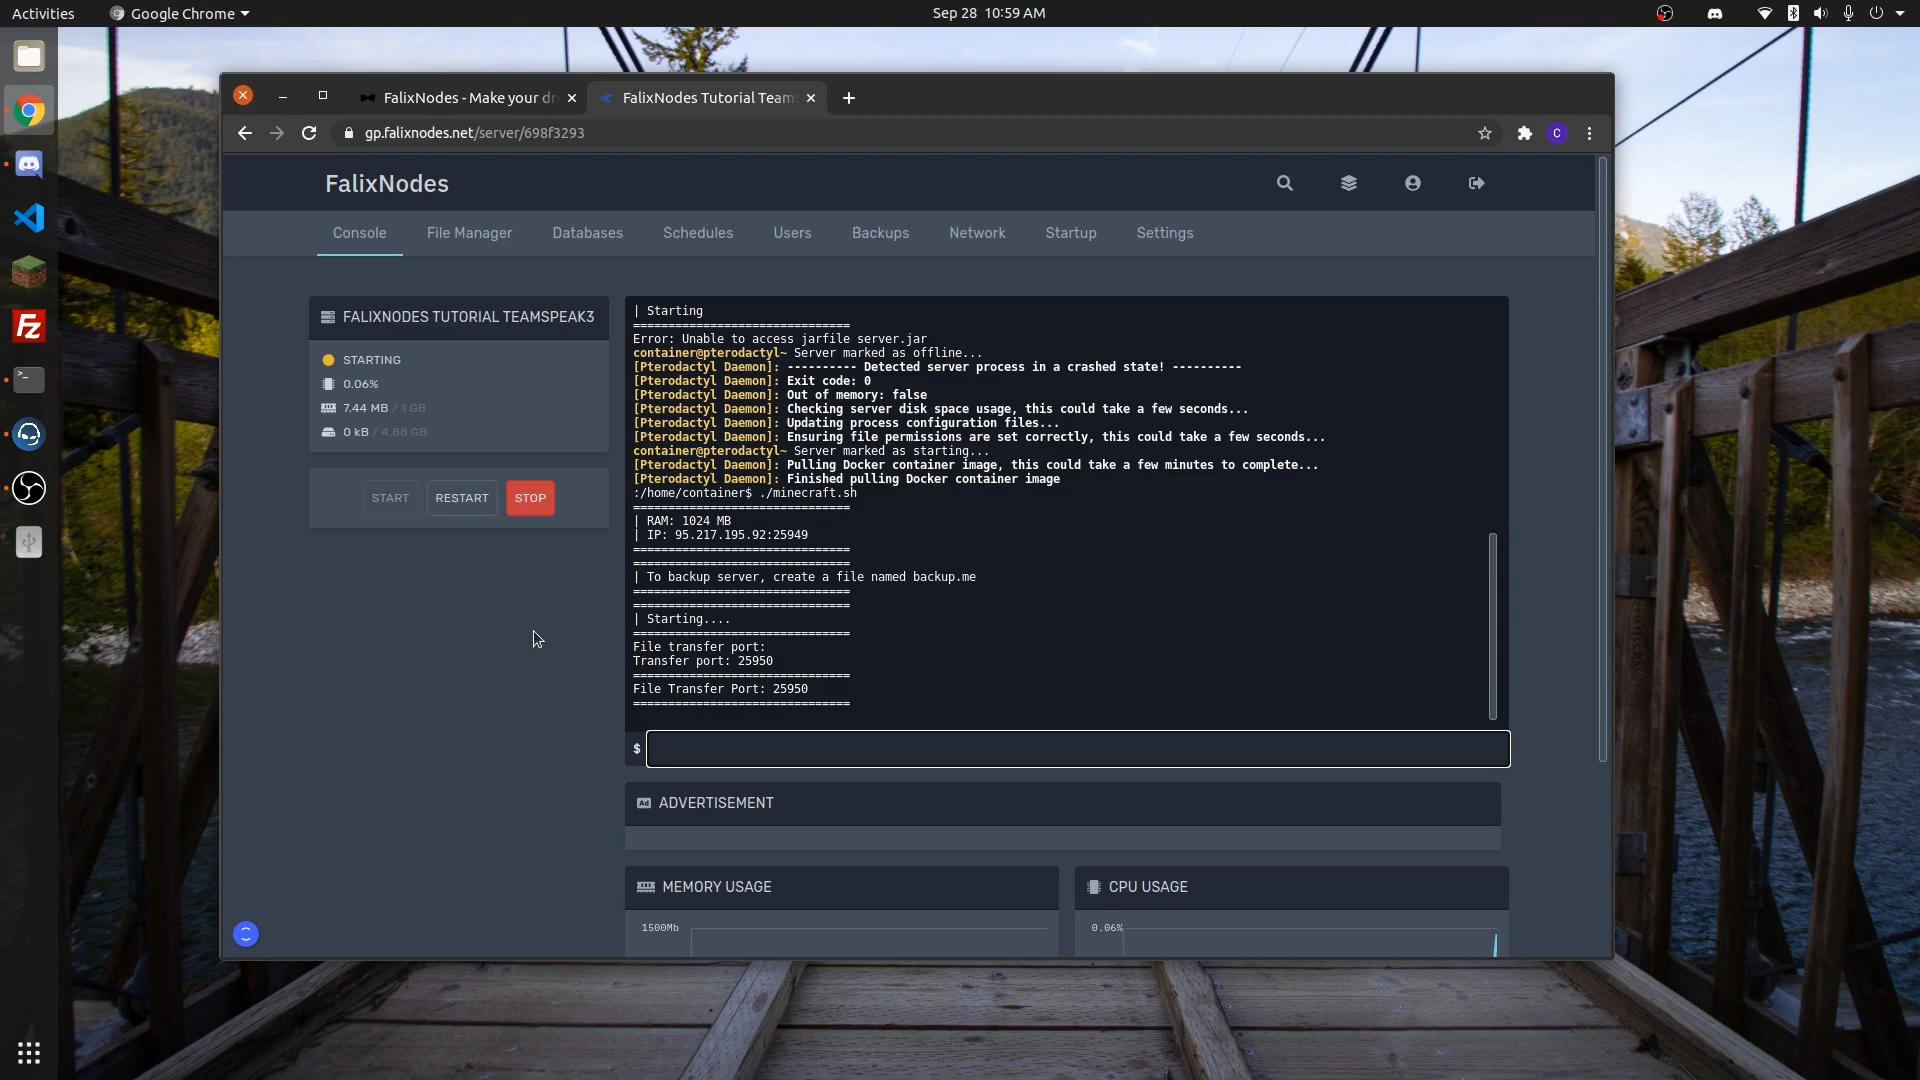 Activities
Google Chrome
Sep 28 10:59 AM
FalixNodes - Make your dr
FalixNodes Tutorial Team
gp.falixnodes.net/server/698f3293
C
FalixNodes
Console
File Manager
Databases
Schedules
Users
Backups
Network
Startup
Settings
FALIXNODES TUTORIAL TEAMSPEAK3
STARTING
0.06%
7.44 MB / 1 GB
0 kB / 4.88 GB
START
RESTART
STOP
| Starting
===============================
Error: Unable to access jarfile server.jar
container@pterodactyl~ Server marked as offline...
[Pterodactyl Daemon]: ---------- Detected server process in a crashed state! ----------
[Pterodactyl Daemon]: Exit code: 0
[Pterodactyl Daemon]: Out of memory: false
[Pterodactyl Daemon]: Checking server disk space usage, this could take a few seconds...
[Pterodactyl Daemon]: Updating process configuration files...
[Pterodactyl Daemon]: Ensuring file permissions are set correctly, this could take a few seconds...
container@pterodactyl~ Server marked as starting...
[Pterodactyl Daemon]: Pulling Docker container image, this could take a few minutes to complete...
[Pterodactyl Daemon]: Finished pulling Docker container image
:/home/container$ ./minecraft.sh
===============================
| RAM: 1024 MB
| IP: 95.217.195.92:25949
===============================
===============================
| To backup server, create a file named backup.me
===============================
===============================
| Starting....
===============================
File transfer port:
Transfer port: 25950
===============================
File Transfer Port: 25950
===============================
$
Ad ADVERTISEMENT
MEMORY USAGE
1500Mb
CPU USAGE
0.06%